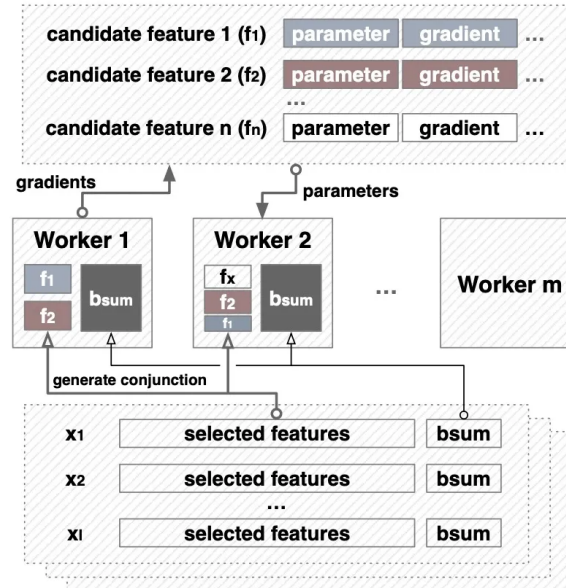 candidate feature 1 (f1) parameter gradient ...
candidate feature 2 (f2) parameter gradient ...
...
candidate feature n (fn) parameter gradient ...
gradients
parameters
Worker 1
f1
f2
bsum
Worker 2
fx
f2
f1
bsum
...
Worker m
generate conjunction
x1 selected features bsum
x2 selected features bsum
...
xl selected features bsum